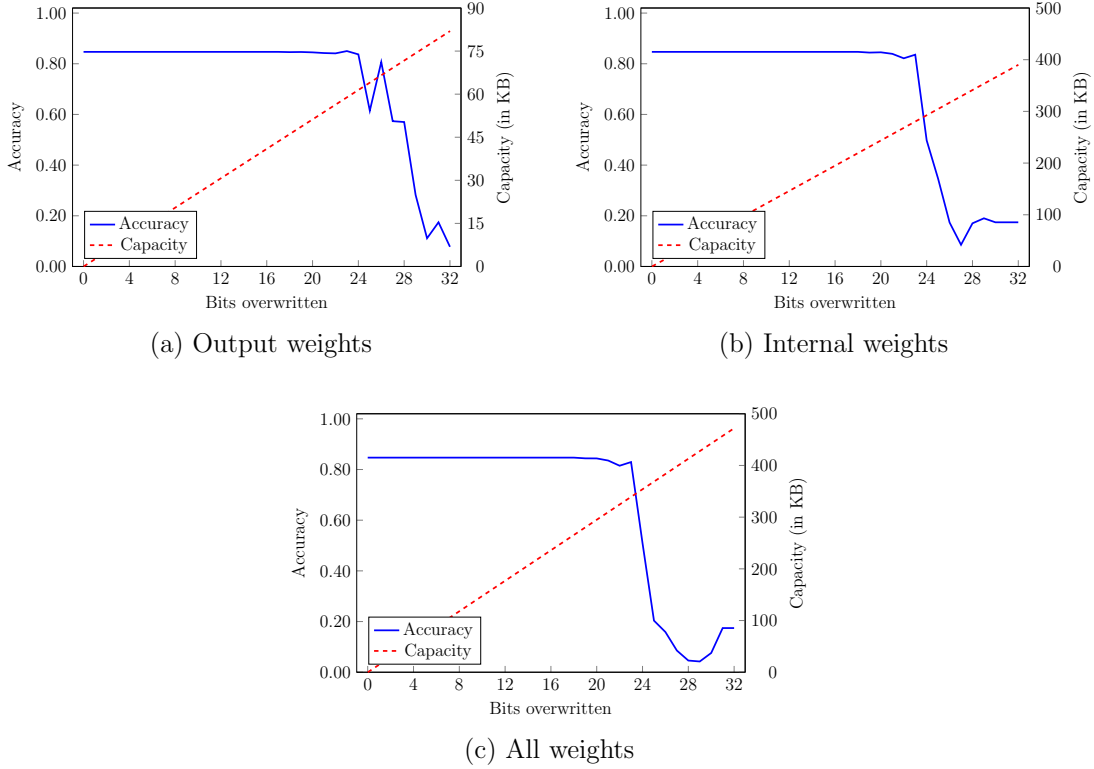 1.00
0.80
0.60
0.40
0.20
0.00
Accuracy
90
75
60
45
30
15
0
Capacity (in KB)
Accuracy
Capacity
0 4 8 12 16 20 24 28 32
Bits overwritten
(a) Output weights
1.00
0.80
0.60
0.40
0.20
0.00
Accuracy
500
400
300
200
100
0
Capacity (in KB)
Accuracy
Capacity
0 4 8 12 16 20 24 28 32
Bits overwritten
(b) Internal weights
1.00
0.80
0.60
0.40
0.20
0.00
Accuracy
500
400
300
200
100
0
Capacity (in KB)
Accuracy
Capacity
0 4 8 12 16 20 24 28 32
Bits overwritten
(c) All weights